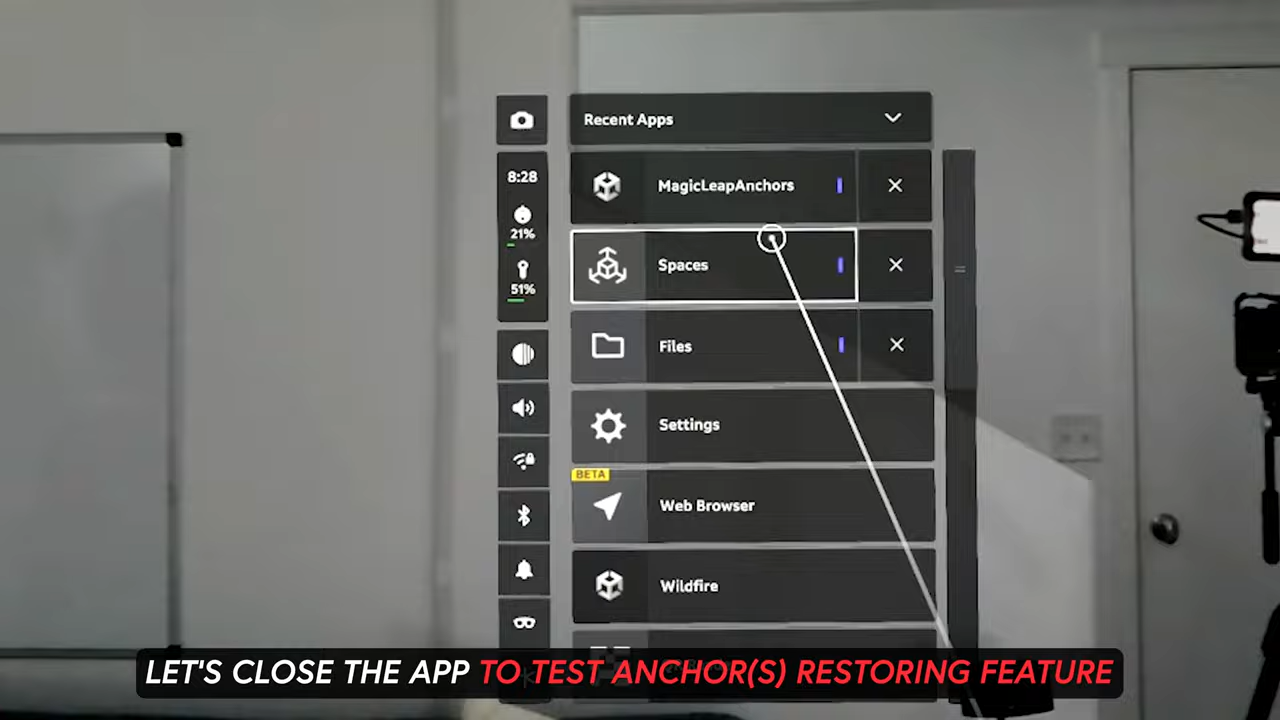 Recent Apps
8:28
21%
51%
MagicLeapAnchors
Spaces
Files
Settings
BETA
Web Browser
Wildfire
LET'S CLOSE THE APP TO TEST ANCHOR(S) RESTORING FEATURE